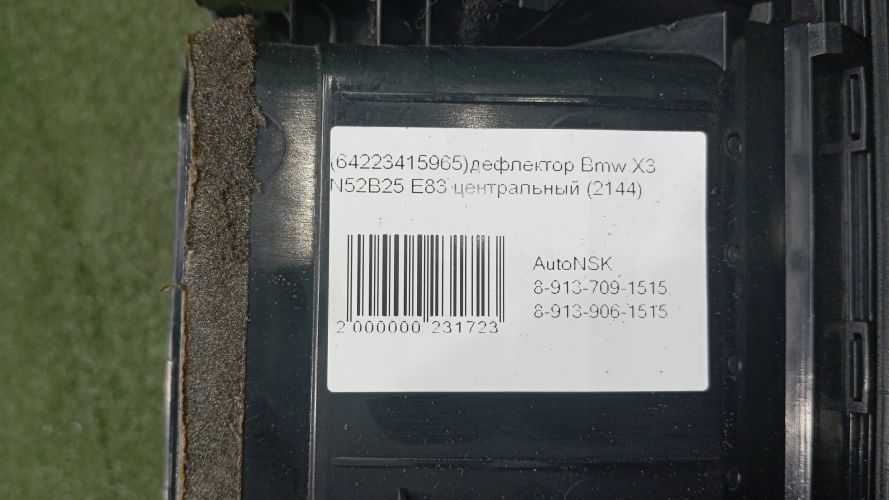 (64223415965)дефлектор Bmw X3
N52B25 E83 центральный (2144)
AutoNSK
8-913-709-1515
8-913-906-1515
2 000000 231723